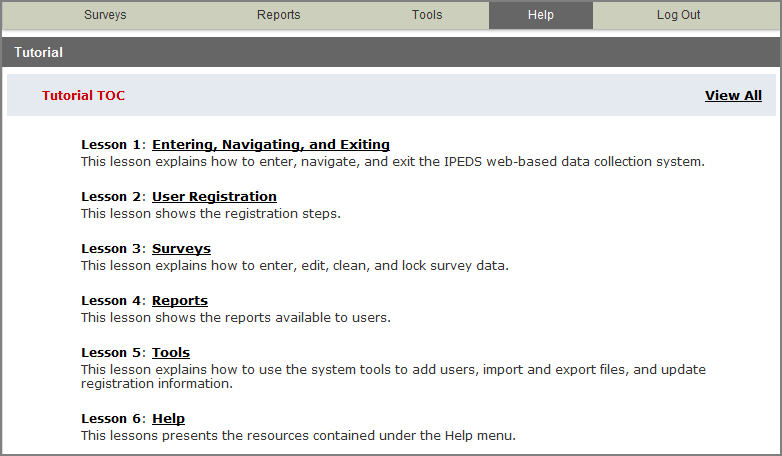 Surveys Reports Tools Help Log Out
Tutorial
Tutorial TOC View All
Lesson 1: Entering, Navigating, and Exiting
This lesson explains how to enter, navigate, and exit the IPEDS web-based data collection system.
Lesson 2: User Registration
This lesson shows the registration steps.
Lesson 3: Surveys
This lesson explains how to enter, edit, clean, and lock survey data.
Lesson 4: Reports
This lesson shows the reports available to users.
Lesson 5: Tools
This lesson explains how to use the system tools to add users, import and export files, and update
registration information.
Lesson 6: Help
This lessons presents the resources contained under the Help menu.